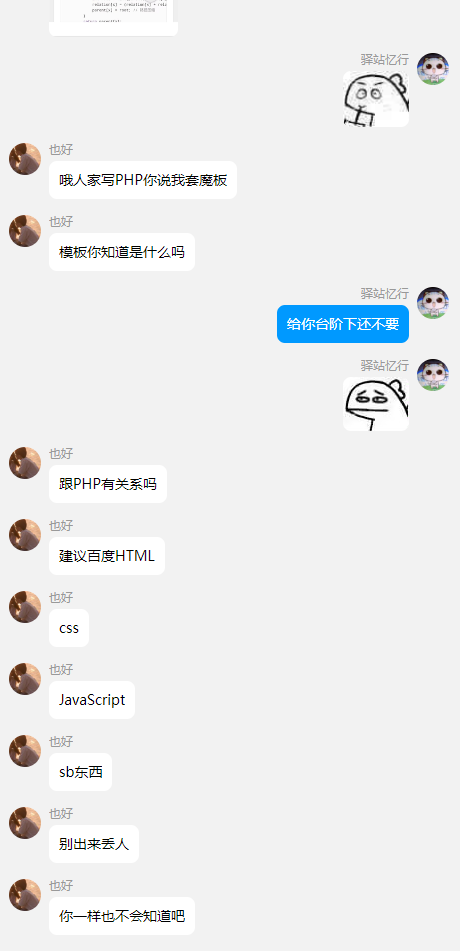 驿站忆行
也好
哦人家写PHP你说我套魔板
也好
模板你知道是什么吗
驿站忆行
给你台阶下还不要
驿站忆行
也好
跟PHP有关系吗
也好
建议百度HTML
也好
css
也好
JavaScript
也好
sb东西
也好
别出来丢人
也好
你一样也不会知道吧